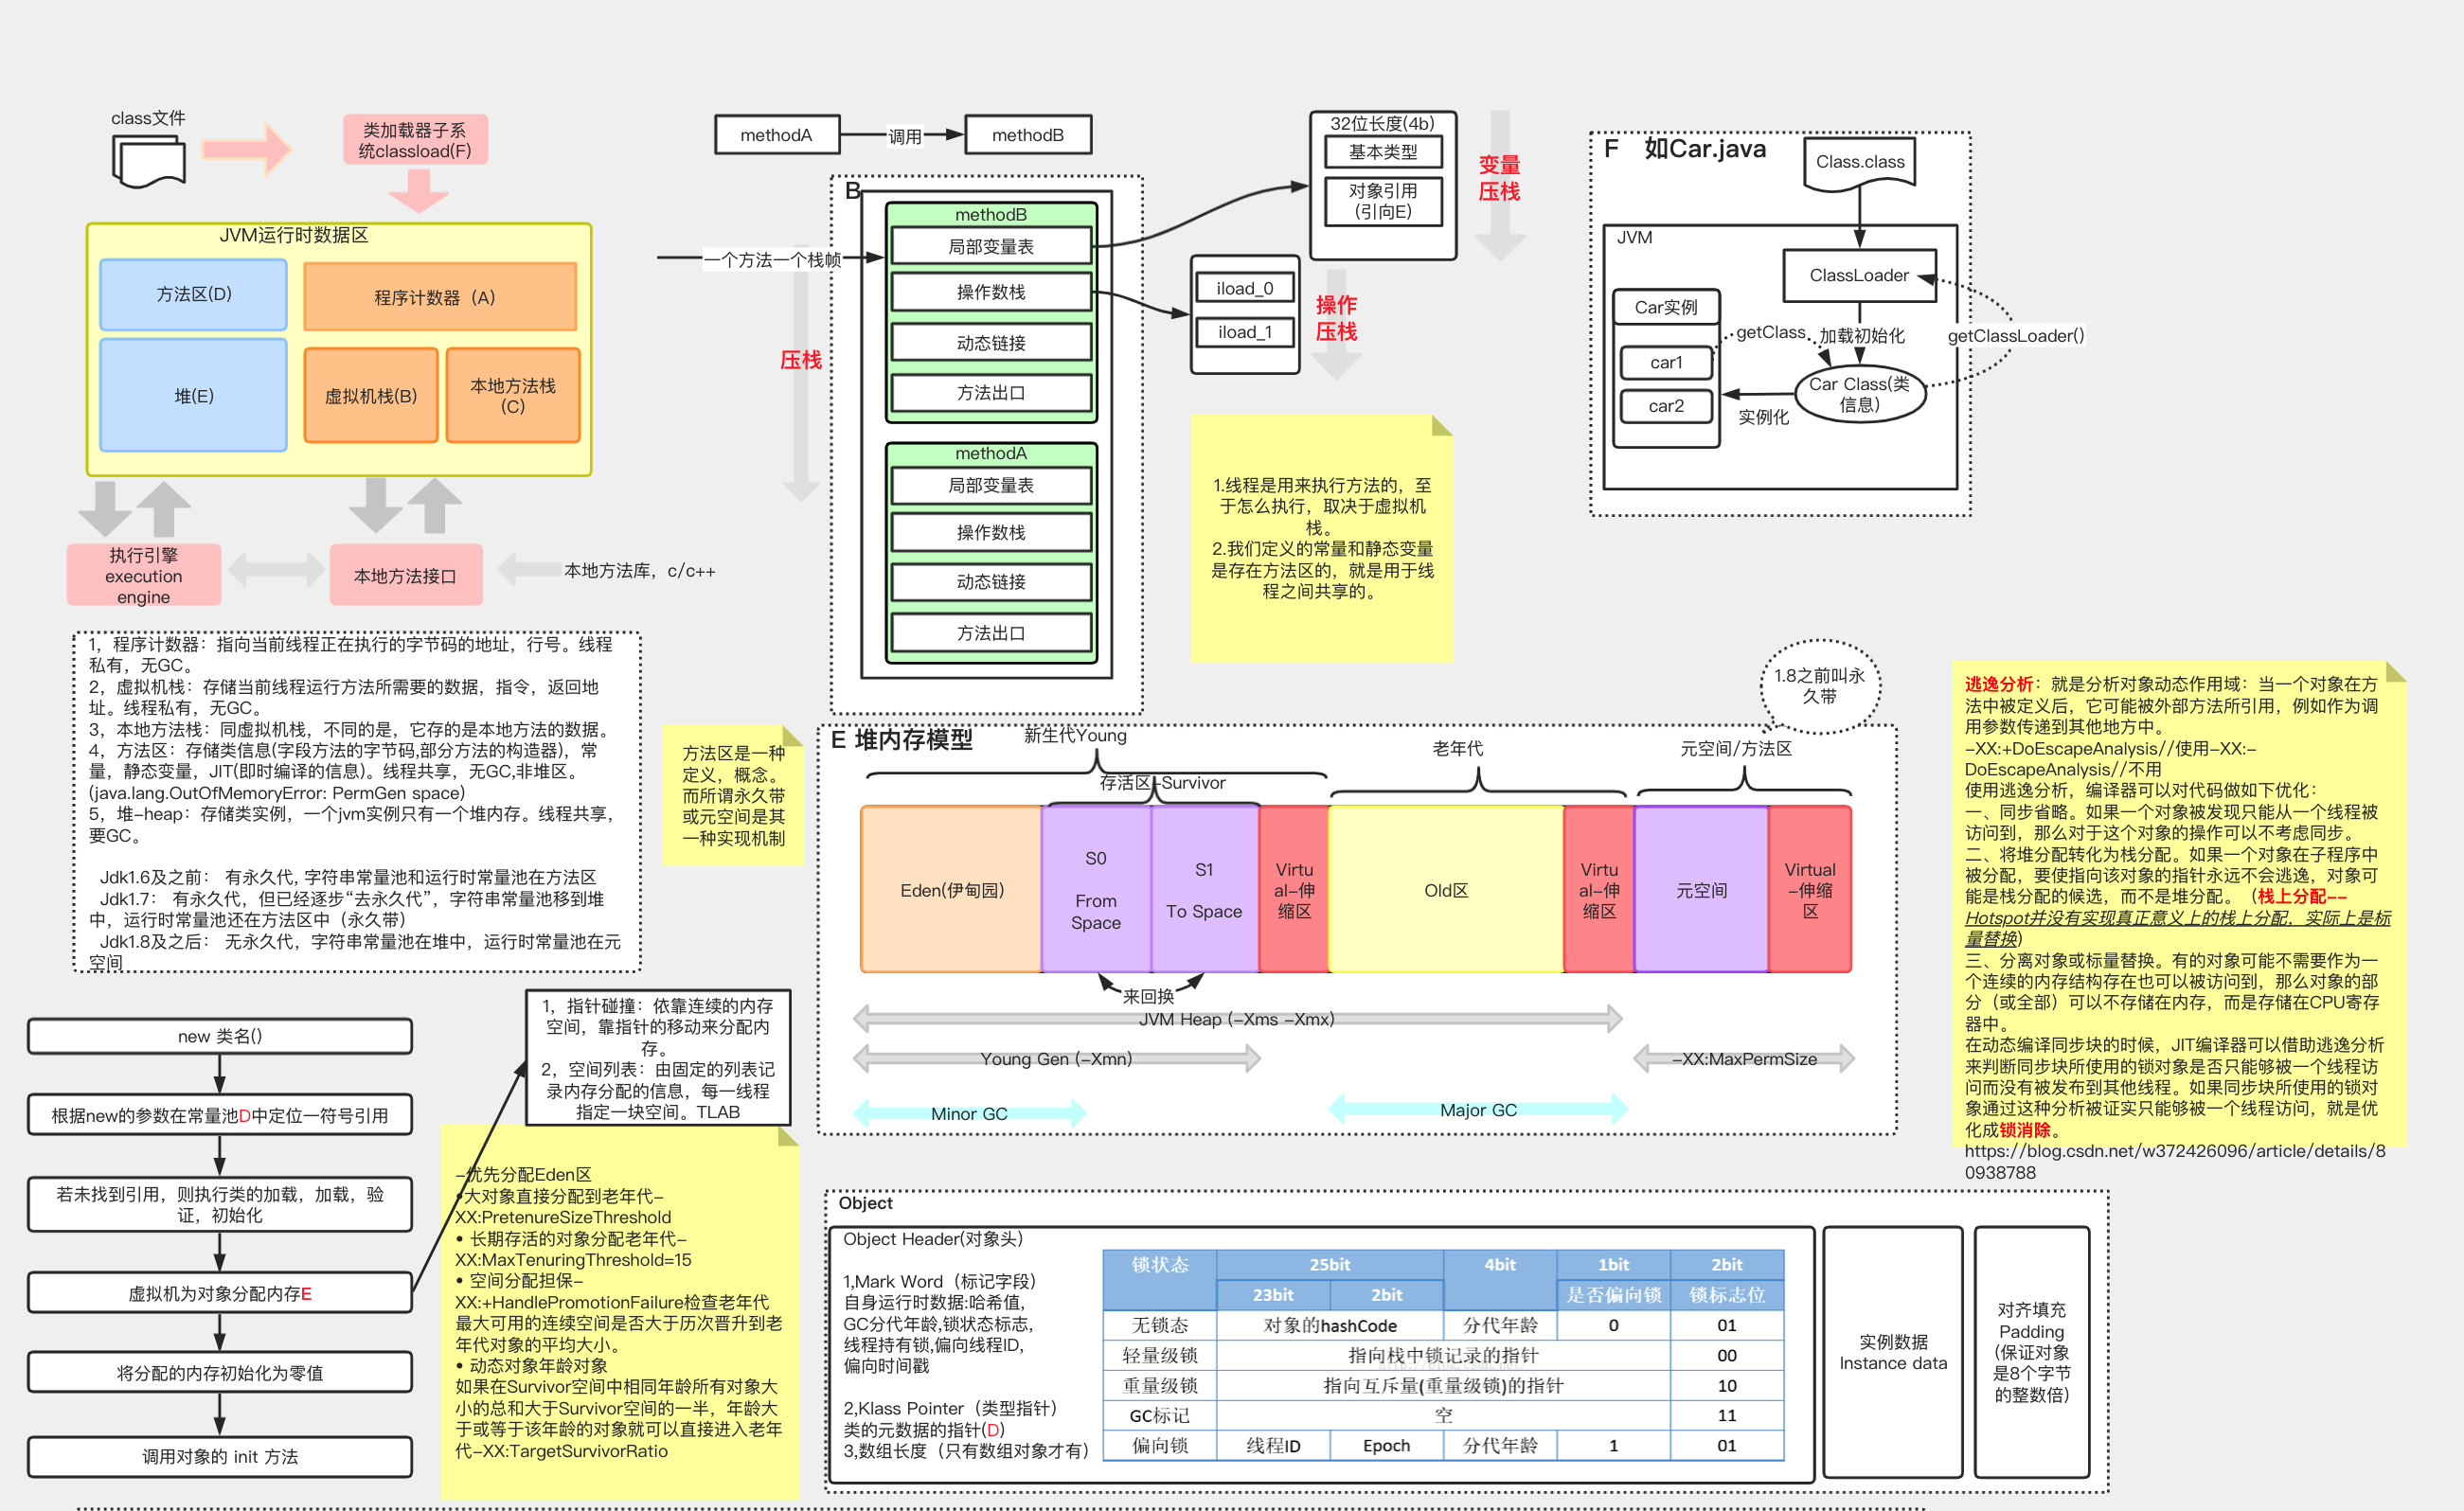 class文件
类加载器子系
统classload(F)
JVM运行时数据区
方法区(D)
程序计数器（A）
堆(E)
虚拟机栈(B)
本地方法栈
(C)
执行引擎
execution
engine
本地方法接口
本地方法库，c/c++
methodA
调用
methodB
B
一个方法一个栈帧
压栈
methodB
局部变量表
操作数栈
动态链接
方法出口
methodA
局部变量表
操作数栈
动态链接
方法出口
32位长度(4b)
基本类型
对象引用
(引向E)
变量
压栈
iload_0
iload_1
操作
压栈
1.线程是用来执行方法的，至
于怎么执行，取决于虚拟机
栈。
2.我们定义的常量和静态变量
是存在方法区的，就是用于线
程之间共享的。
F 如Car.java
Class.class
JVM
ClassLoader
Car实例
car1
car2
getClass
加载初始化
getClassLoader()
Car Class(类
信息)
实例化
1，程序计数器：指向当前线程正在执行的字节码的地址，行号。线程
私有，无GC。
2，虚拟机栈：存储当前线程运行方法所需要的数据，指令，返回地
址。线程私有，无GC。
3，本地方法栈：同虚拟机栈，不同的是，它存的是本地方法的数据。
4，方法区：存储类信息(字段方法的字节码,部分方法的构造器)，常
量，静态变量，JIT(即时编译的信息)。线程共享，无GC,非堆区。
(java.lang.OutOfMemoryError: PermGen space)
5，堆-heap：存储类实例，一个jvm实例只有一个堆内存。线程共享，
要GC。
Jdk1.6及之前： 有永久代, 字符串常量池和运行时常量池在方法区
Jdk1.7： 有永久代，但已经逐步“去永久代”，字符串常量池移到堆
中，运行时常量池还在方法区中（永久带）
Jdk1.8及之后： 无永久代，字符串常量池在堆中，运行时常量池在元
空间
方法区是一种
定义，概念。
而所谓永久带
或元空间是其
一种实现机制
E 堆内存模型
新生代Young
存活区-Survivor
老年代
元空间/方法区
1.8之前叫永
久带
Eden(伊甸园)
S0
From
Space
S1
To Space
Virtu
al-伸
缩区
Old区
Virtu
al-伸
缩区
元空间
Virtual
-伸缩
区
来回换
JVM Heap (-Xms -Xmx)
Young Gen (-Xmn)
-XX:MaxPermSize
Minor GC
Major GC
逃逸分析：就是分析对象动态作用域：当一个对象在方
法中被定义后，它可能被外部方法所引用，例如作为调
用参数传递到其他地方中。
-XX:+DoEscapeAnalysis//使用-XX:-
DoEscapeAnalysis//不用
使用逃逸分析，编译器可以对代码做如下优化：
一、同步省略。如果一个对象被发现只能从一个线程被
访问到，那么对于这个对象的操作可以不考虑同步。
二、将堆分配转化为栈分配。如果一个对象在子程序中
被分配，要使指向该对象的指针永远不会逃逸，对象可
能是栈分配的候选，而不是堆分配。（栈上分配--
Hotspot并没有实现真正意义上的栈上分配，实际上是标
量替换)
三、分离对象或标量替换。有的对象可能不需要作为一
个连续的内存结构存在也可以被访问到，那么对象的部
分（或全部）可以不存储在内存，而是存储在CPU寄存
器中。
在动态编译同步块的时候，JIT编译器可以借助逃逸分析
来判断同步块所使用的锁对象是否只能够被一个线程访
问而没有被发布到其他线程。如果同步块所使用的锁对
象通过这种分析被证实只能够被一个线程访问，就是优
化成锁消除。
https://blog.csdn.net/w372426096/article/details/8
0938788
new 类名()
根据new的参数在常量池D中定位一符号引用
若未找到引用，则执行类的加载，加载，验
证，初始化
虚拟机为对象分配内存E
将分配的内存初始化为零值
调用对象的 init 方法
1，指针碰撞：依靠连续的内存
空间，靠指针的移动来分配内
存。
2，空间列表：由固定的列表记
录内存分配的信息，每一线程
指定一块空间。TLAB
-优先分配Eden区
•大对象直接分配到老年代-
XX:PretenureSizeThreshold
• 长期存活的对象分配老年代-
XX:MaxTenuringThreshold=15
• 空间分配担保-
XX:+HandlePromotionFailure检查老年代
最大可用的连续空间是否大于历次晋升到老
年代对象的平均大小。
• 动态对象年龄对象
如果在Survivor空间中相同年龄所有对象大
小的总和大于Survivor空间的一半，年龄大
于或等于该年龄的对象就可以直接进入老年
代-XX:TargetSurvivorRatio
Object
Object Header(对象头)
1,Mark Word（标记字段）
自身运行时数据:哈希值,
GC分代年龄,锁状态标志,
线程持有锁,偏向线程ID,
偏向时间戳
2,Klass Pointer（类型指针）
类的元数据的指针(D)
3,数组长度（只有数组对象才有）
锁状态 25bit 4bit 1bit 2bit
23bit 2bit 是否偏向锁 锁标志位
无锁态 对象的hashCode 分代年龄 0 01
轻量级锁 指向栈中锁记录的指针 00
重量级锁 指向互斥量(重量级锁)的指针 10
GC标记 空 11
偏向锁 线程ID Epoch 分代年龄 1 01
实例数据
Instance data
对齐填充
Padding
(保证对象
是8个字节
的整数倍)